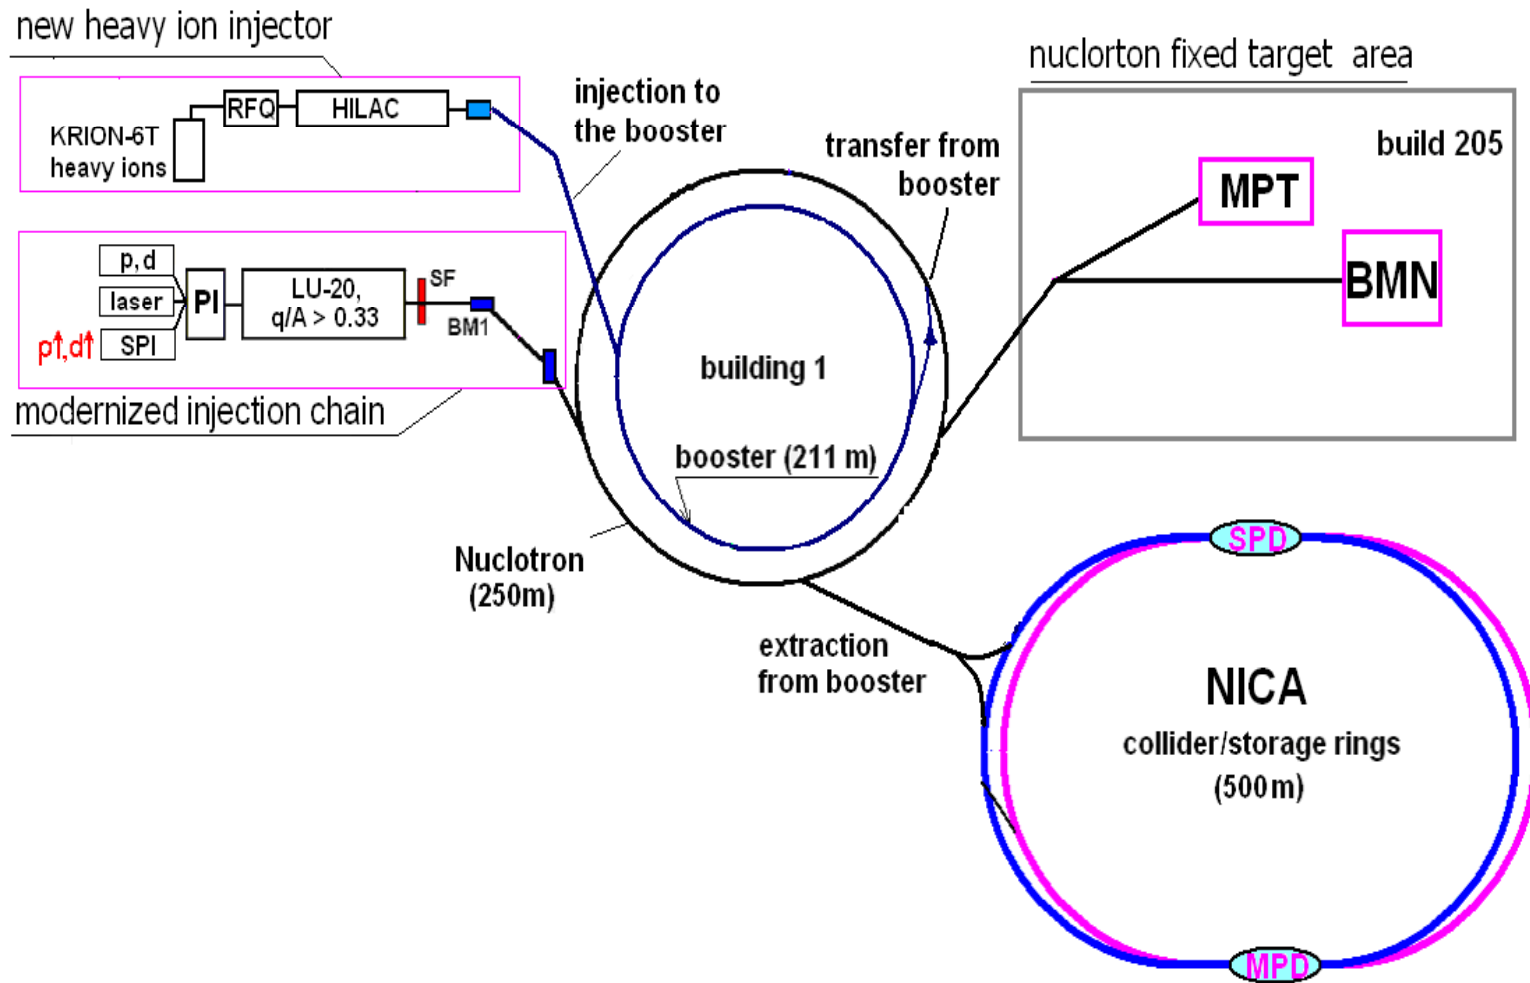 new heavy ion injector
KRION-6T
heavy ions
RFQ
HILAC
injection to
the booster
transfer from
booster
nuclorton fixed target area
build 205
MPT
BMN
p,d
laser
SPI
p↑,d↑
PI
LU-20,
q/A > 0.33
SF
BM1
modernized injection chain
building 1
booster (211 m)
Nuclotron
(250m)
extraction
from booster
SPD
NICA
collider/storage rings
(500m)
MPD